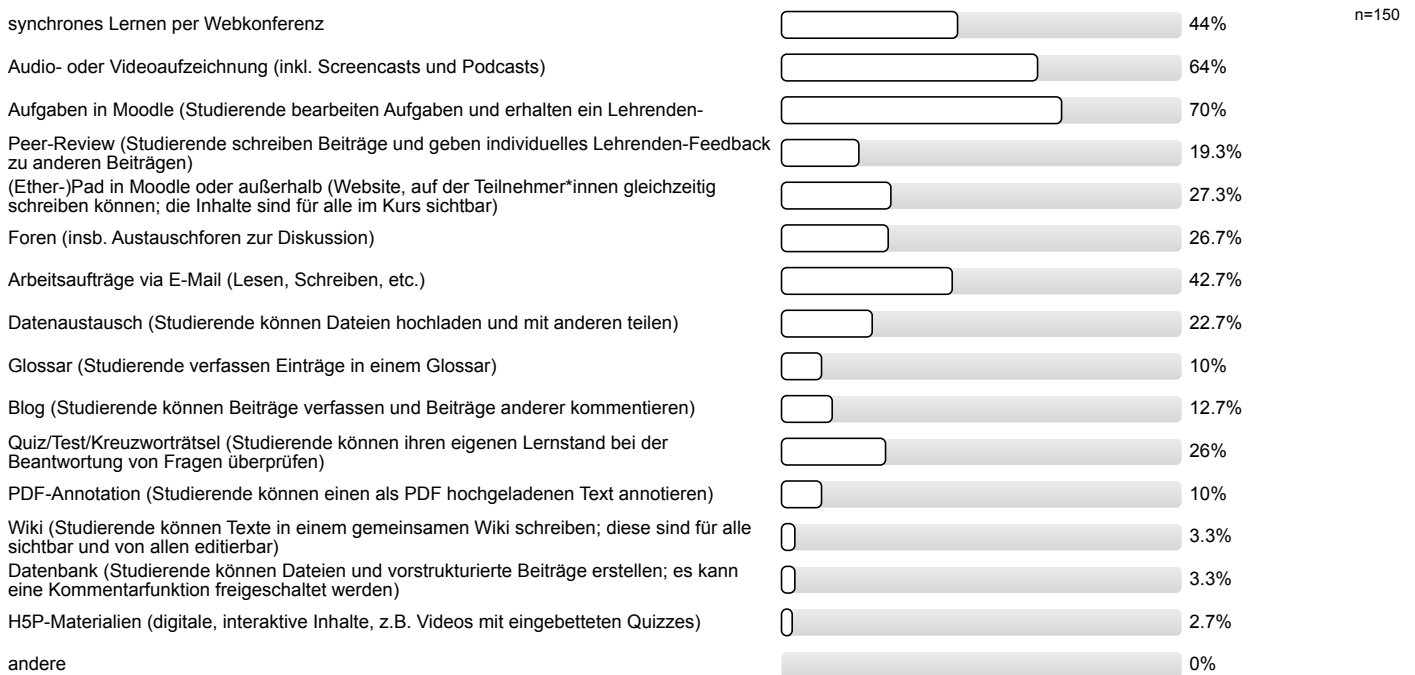 synchrones Lernen per Webkonferenz 44% n=150
Audio- oder Videoaufzeichnung (inkl. Screencasts und Podcasts) 64%
Aufgaben in Moodle (Studierende bearbeiten Aufgaben und erhalten ein Lehrenden- 70%
Peer-Review (Studierende schreiben Beiträge und geben individuelles Lehrenden-Feedback
zu anderen Beiträgen) 19.3%
(Ether-)Pad in Moodle oder außerhalb (Website, auf der Teilnehmer*innen gleichzeitig
schreiben können; die Inhalte sind für alle im Kurs sichtbar) 27.3%
Foren (insb. Austauschforen zur Diskussion) 26.7%
Arbeitsaufträge via E-Mail (Lesen, Schreiben, etc.) 42.7%
Datenaustausch (Studierende können Dateien hochladen und mit anderen teilen) 22.7%
Glossar (Studierende verfassen Einträge in einem Glossar) 10%
Blog (Studierende können Beiträge verfassen und Beiträge anderer kommentieren) 12.7%
Quiz/Test/Kreuzworträtsel (Studierende können ihren eigenen Lernstand bei der
Beantwortung von Fragen überprüfen) 26%
PDF-Annotation (Studierende können einen als PDF hochgeladenen Text annotieren) 10%
Wiki (Studierende können Texte in einem gemeinsamen Wiki schreiben; diese sind für alle
sichtbar und von allen editierbar) 3.3%
Datenbank (Studierende können Dateien und vorstrukturierte Beiträge erstellen; es kann
eine Kommentarfunktion freigeschaltet werden) 3.3%
H5P-Materialien (digitale, interaktive Inhalte, z.B. Videos mit eingebetteten Quizzes) 2.7%
andere 0%